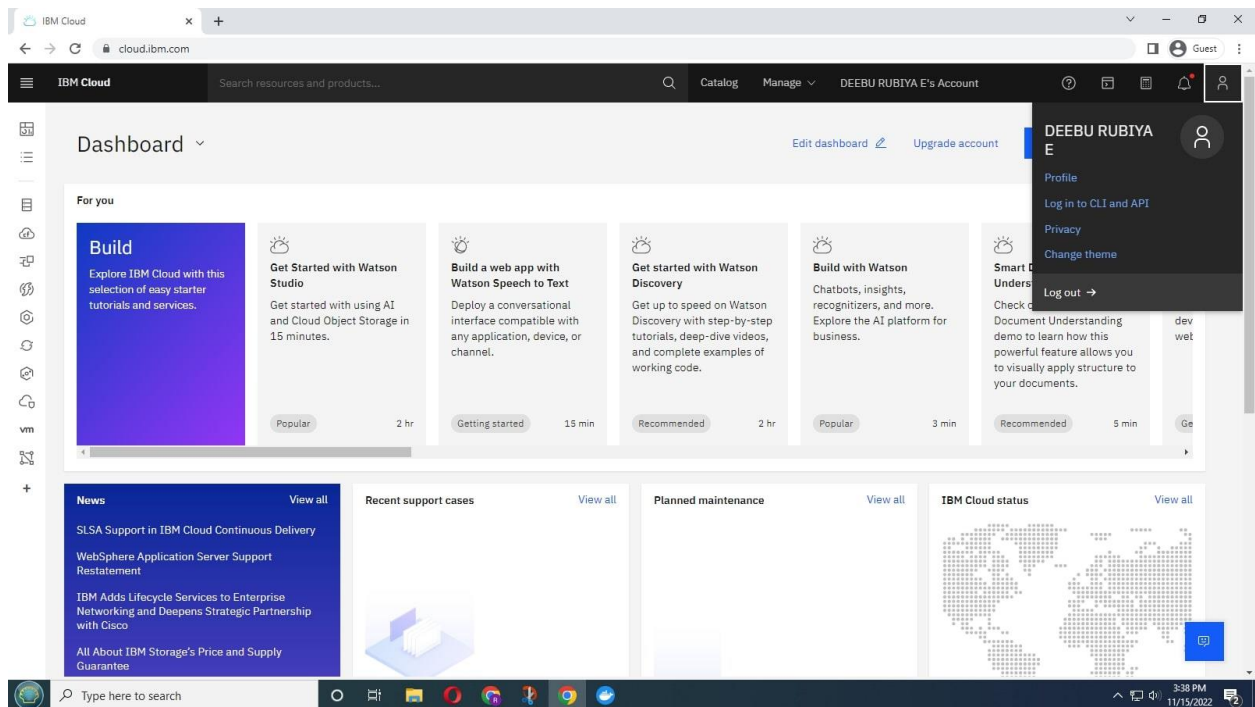 IBM Cloud
cloud.ibm.com
Guest
IBM Cloud
Search resources and products...
Catalog
Manage
DEEBU RUBIYA E's Account
DEEBU RUBIYA
E
Profile
Log in to CLI and API
Privacy
Change theme
Log out →
Dashboard
Edit dashboard
Upgrade account
For you
Build
Explore IBM Cloud with this
selection of easy starter
tutorials and services.
Get Started with Watson
Studio
Get started with using AI
and Cloud Object Storage in
15 minutes.
Popular
2 hr
Build a web app with
Watson Speech to Text
Deploy a conversational
interface compatible with
any application, device, or
channel.
Getting started
15 min
Get started with Watson
Discovery
Get up to speed on Watson
Discovery with step-by-step
tutorials, deep-dive videos,
and complete examples of
working code.
Recommended
2 hr
Build with Watson
Chatbots, insights,
recognizers, and more.
Explore the AI platform for
business.
Popular
3 min
Smart
Document Understanding
demo to learn how this
powerful feature allows you
to visually apply structure to
your documents.
Recommended
5 min
vm
News
View all
SLSA Support in IBM Cloud Continuous Delivery
WebSphere Application Server Support
Restatement
IBM Adds Lifecycle Services to Enterprise
Networking and Deepens Strategic Partnership
with Cisco
All About IBM Storage's Price and Supply
Guarantee
Recent support cases
View all
Planned maintenance
View all
IBM Cloud status
View all
Type here to search
3:38 PM
11/15/2022